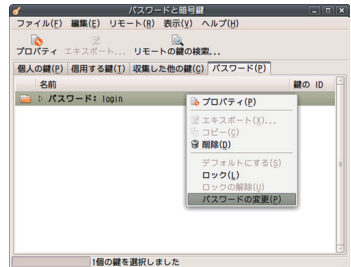 パスワードと暗号鍵
ファイル(F) 編集(E) リモート(R) 表示(V) ヘルプ(H)
プロパティ エキスポート... リモートの鍵の検索...
個人の鍵(P) 信用する鍵(T) 収集した他の鍵(C) パスワード(P)
名前 鍵の ID
パスワード: login
プロパティ(P)
エキスポート(X)...
コピー(C)
削除(D)
デフォルトにする(S)
ロック(L)
ロックの解除(U)
パスワードの変更(P)
1個の鍵を選択しました